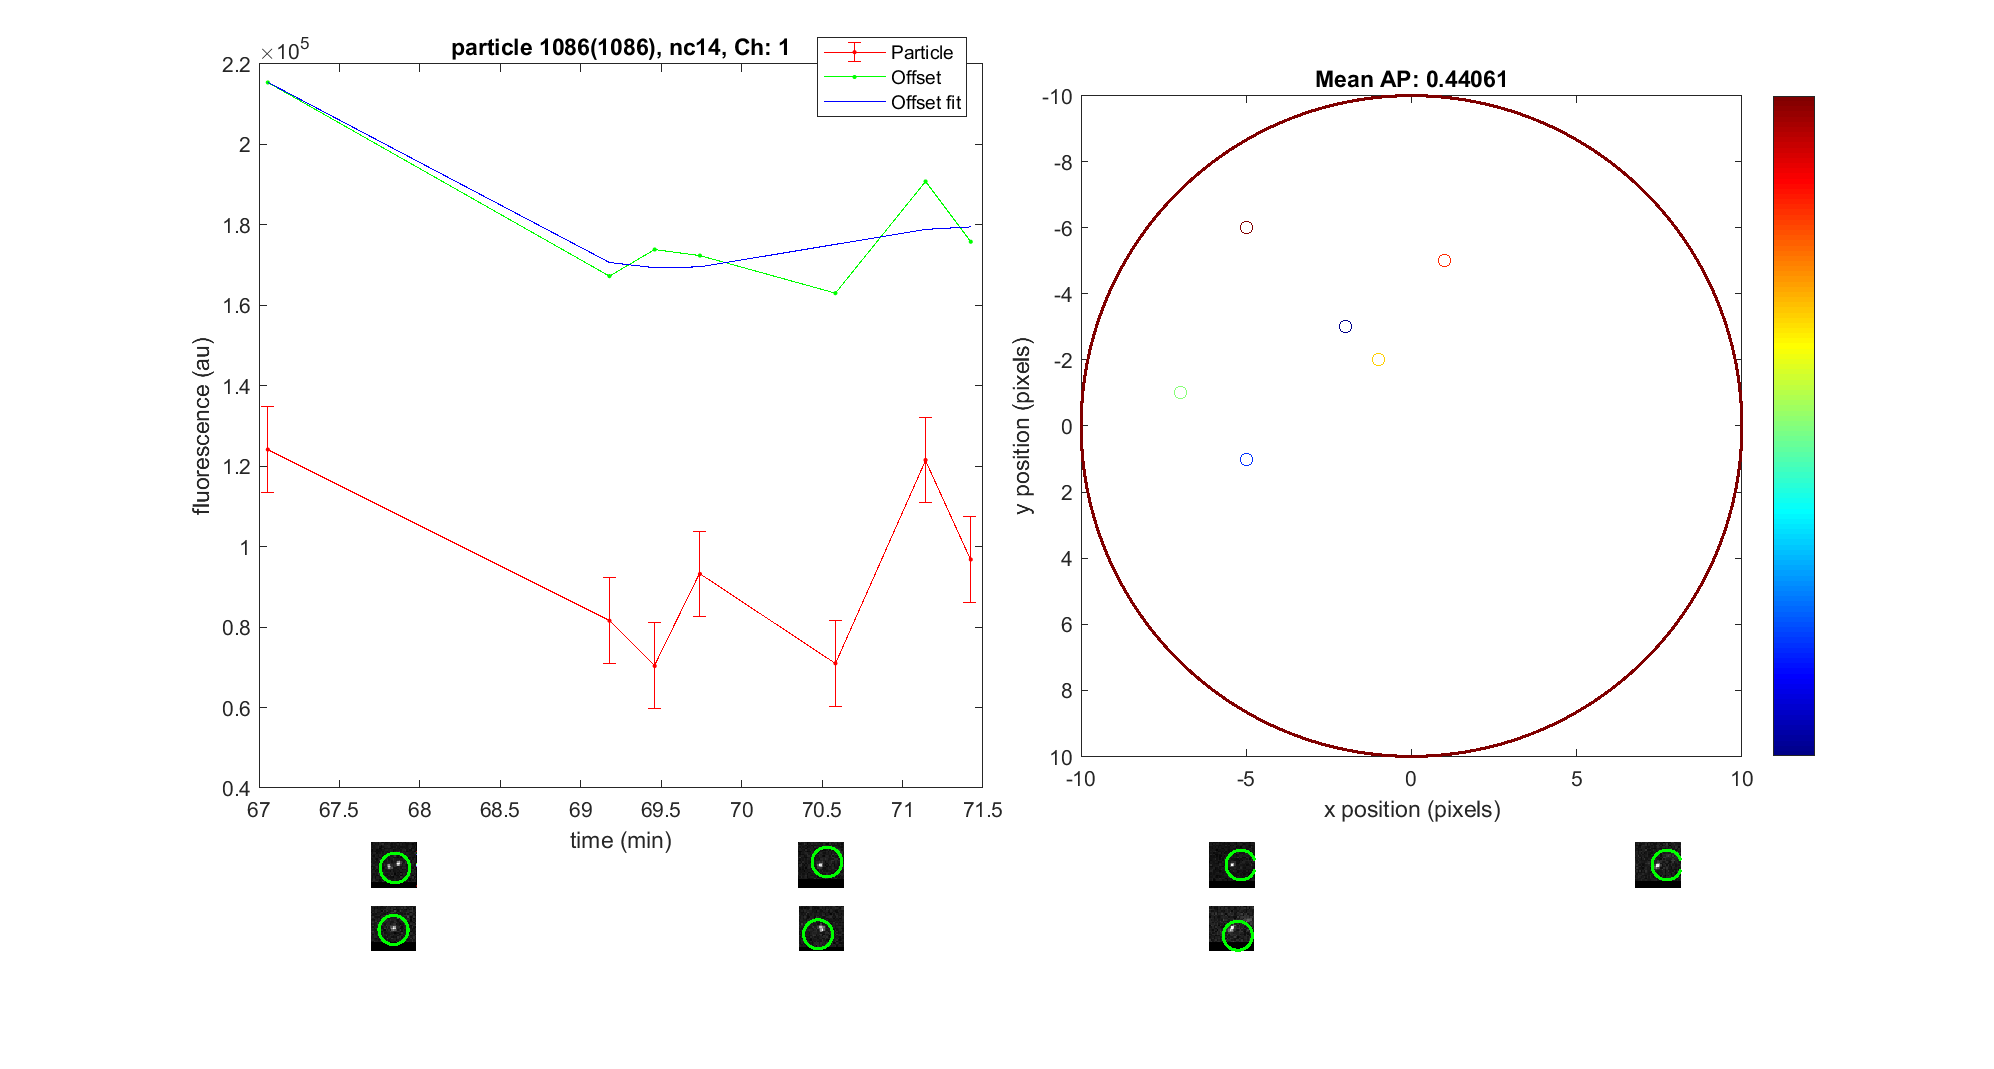 particle 1086(1086), nc14, Ch: 1
×10^5
Particle
Offset
Offset fit
2.2
2
1.8
1.6
1.4
1.2
1
0.8
0.6
0.4
fluorescence (au)
67 67.5 68 68.5 69 69.5 70 70.5 71 71.5
time (min)
Mean AP: 0.44061
-10
-8
-6
-4
-2
0
2
4
6
8
10
y position (pixels)
-10 -5 0 5 10
x position (pixels)